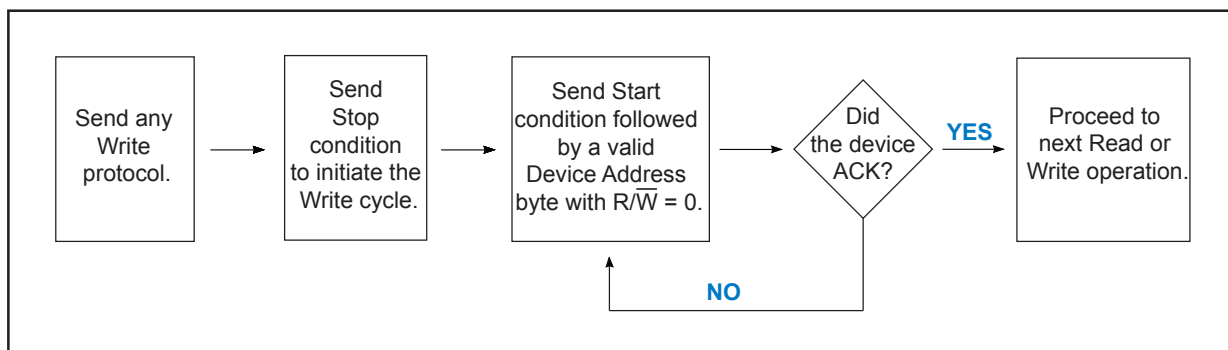 Send any
Write
protocol.
Send
Stop
condition
to initiate the
Write cycle.
Send Start
condition followed
by a valid
Device Address
byte with R/W̅ = 0.
Did
the device
ACK?
YES
Proceed to
next Read or
Write operation.
NO